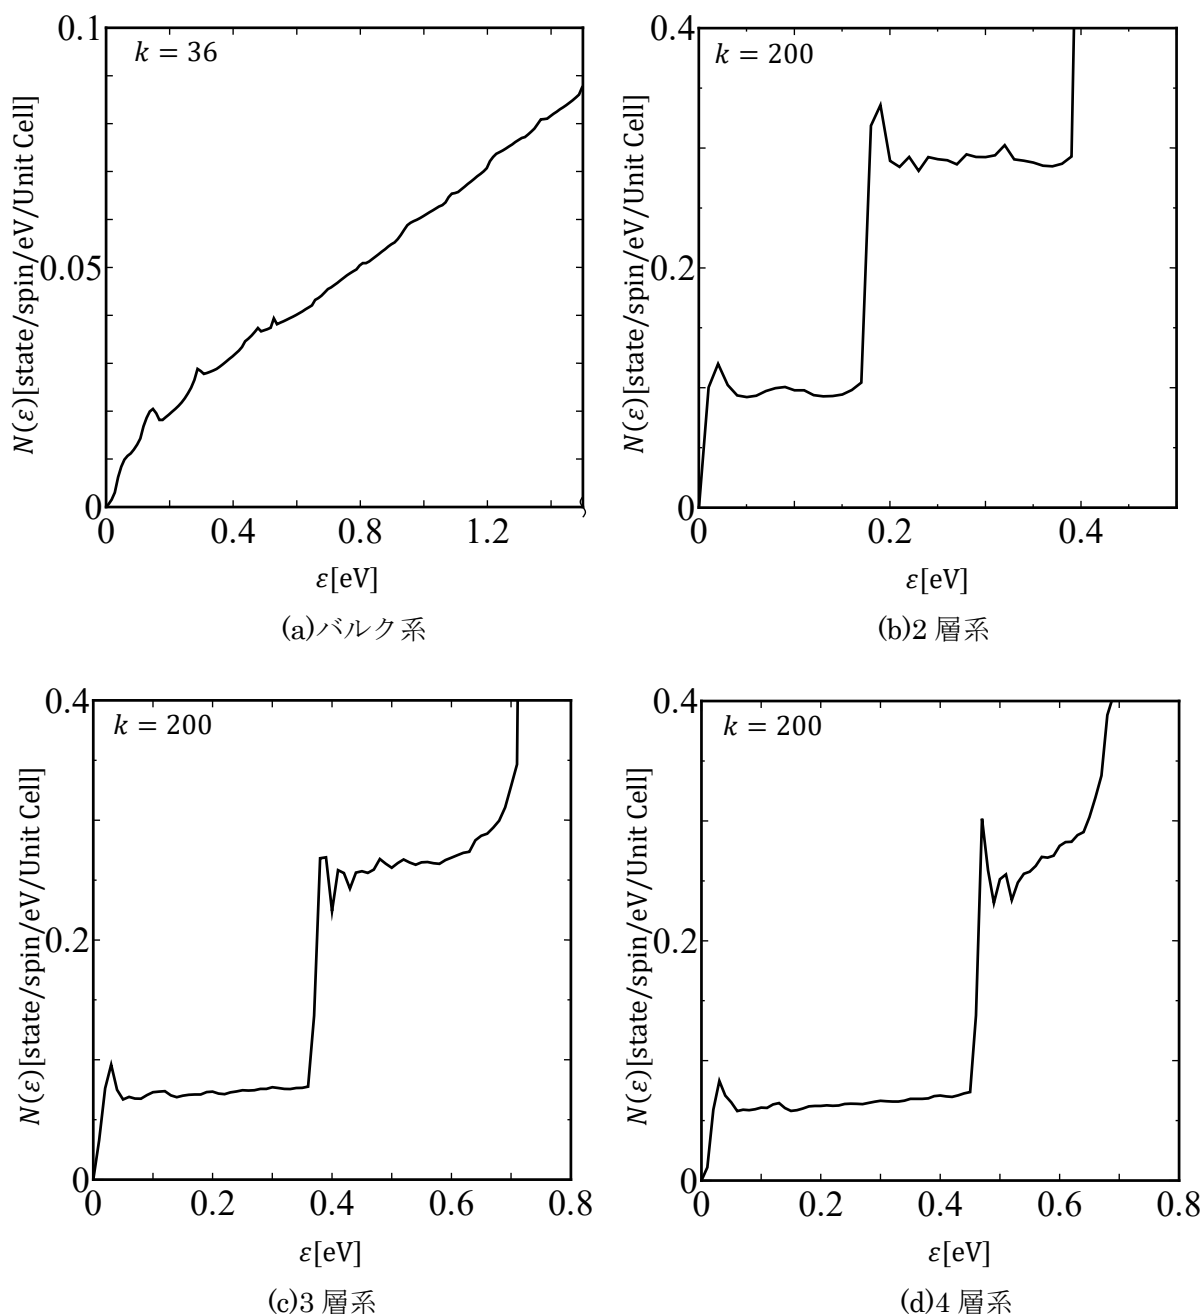 0.1
k = 36
0.05
0
0 0.4 0.8 1.2
N(ε)[state/spin/eV/Unit Cell]
ε[eV]
(a)バルク系
0.4
k = 200
0.2
0
0 0.2 0.4
N(ε)[state/spin/eV/Unit Cell]
ε[eV]
(b)2 層系
0.4
k = 200
0.2
0
0 0.2 0.4 0.6 0.8
N(ε)[state/spin/eV/Unit Cell]
ε[eV]
(c)3 層系
0.4
k = 200
0.2
0
0 0.2 0.4 0.6 0.8
N(ε)[state/spin/eV/Unit Cell]
ε[eV]
(d)4 層系